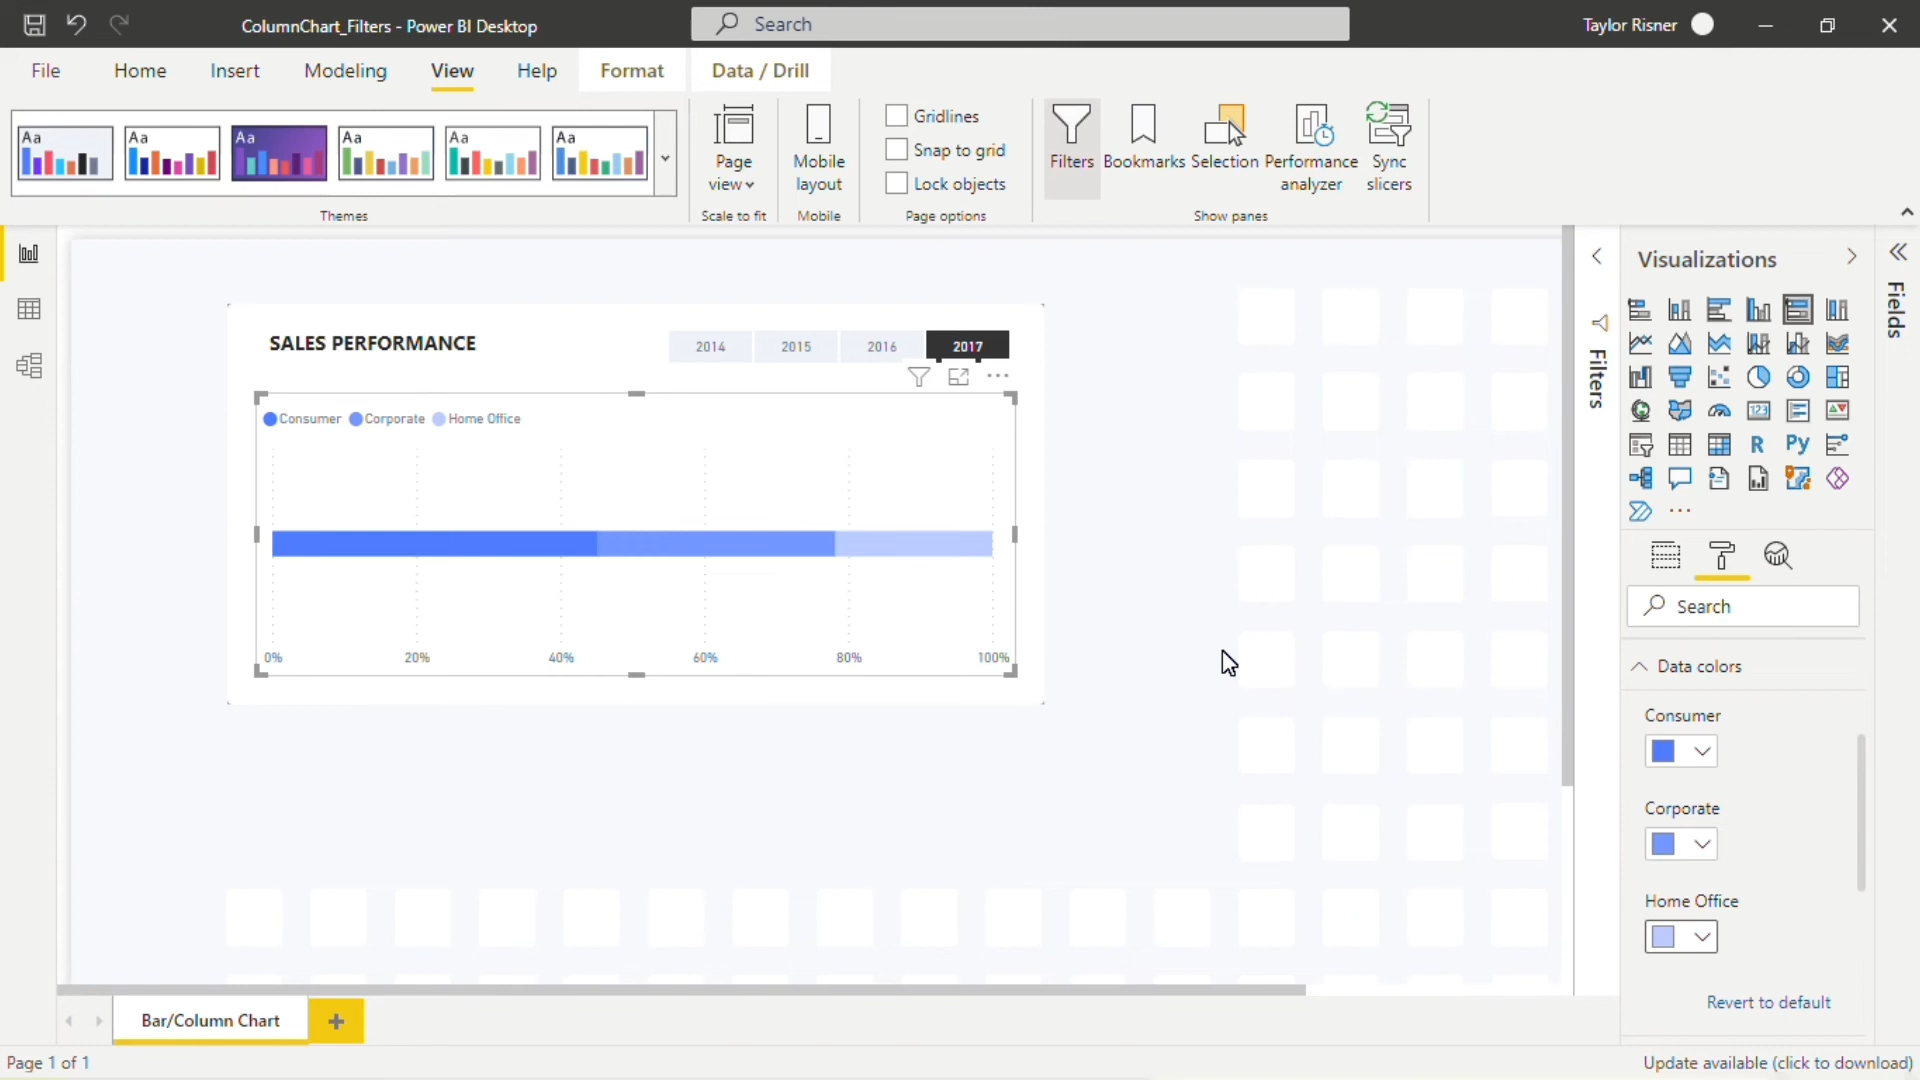 ColumnChart_Filters - Power BI Desktop
Search
Taylor Risner
File Home Insert Modeling View Help Format Data / Drill
Aa Aa Aa Aa Aa Aa
Themes
Page view
Scale to fit
Mobile layout
Mobile
Gridlines
Snap to grid
Lock objects
Page options
Filters
Bookmarks
Selection
Performance analyzer
Sync slicers
Show panes
SALES PERFORMANCE
2014 2015 2016 2017
Consumer Corporate Home Office
0% 20% 40% 60% 80% 100%
Filters
Visualizations
123
R Py
Search
Data colors
Consumer
Corporate
Home Office
Revert to default
Fields
Bar/Column Chart
Page 1 of 1
Update available (click to download)